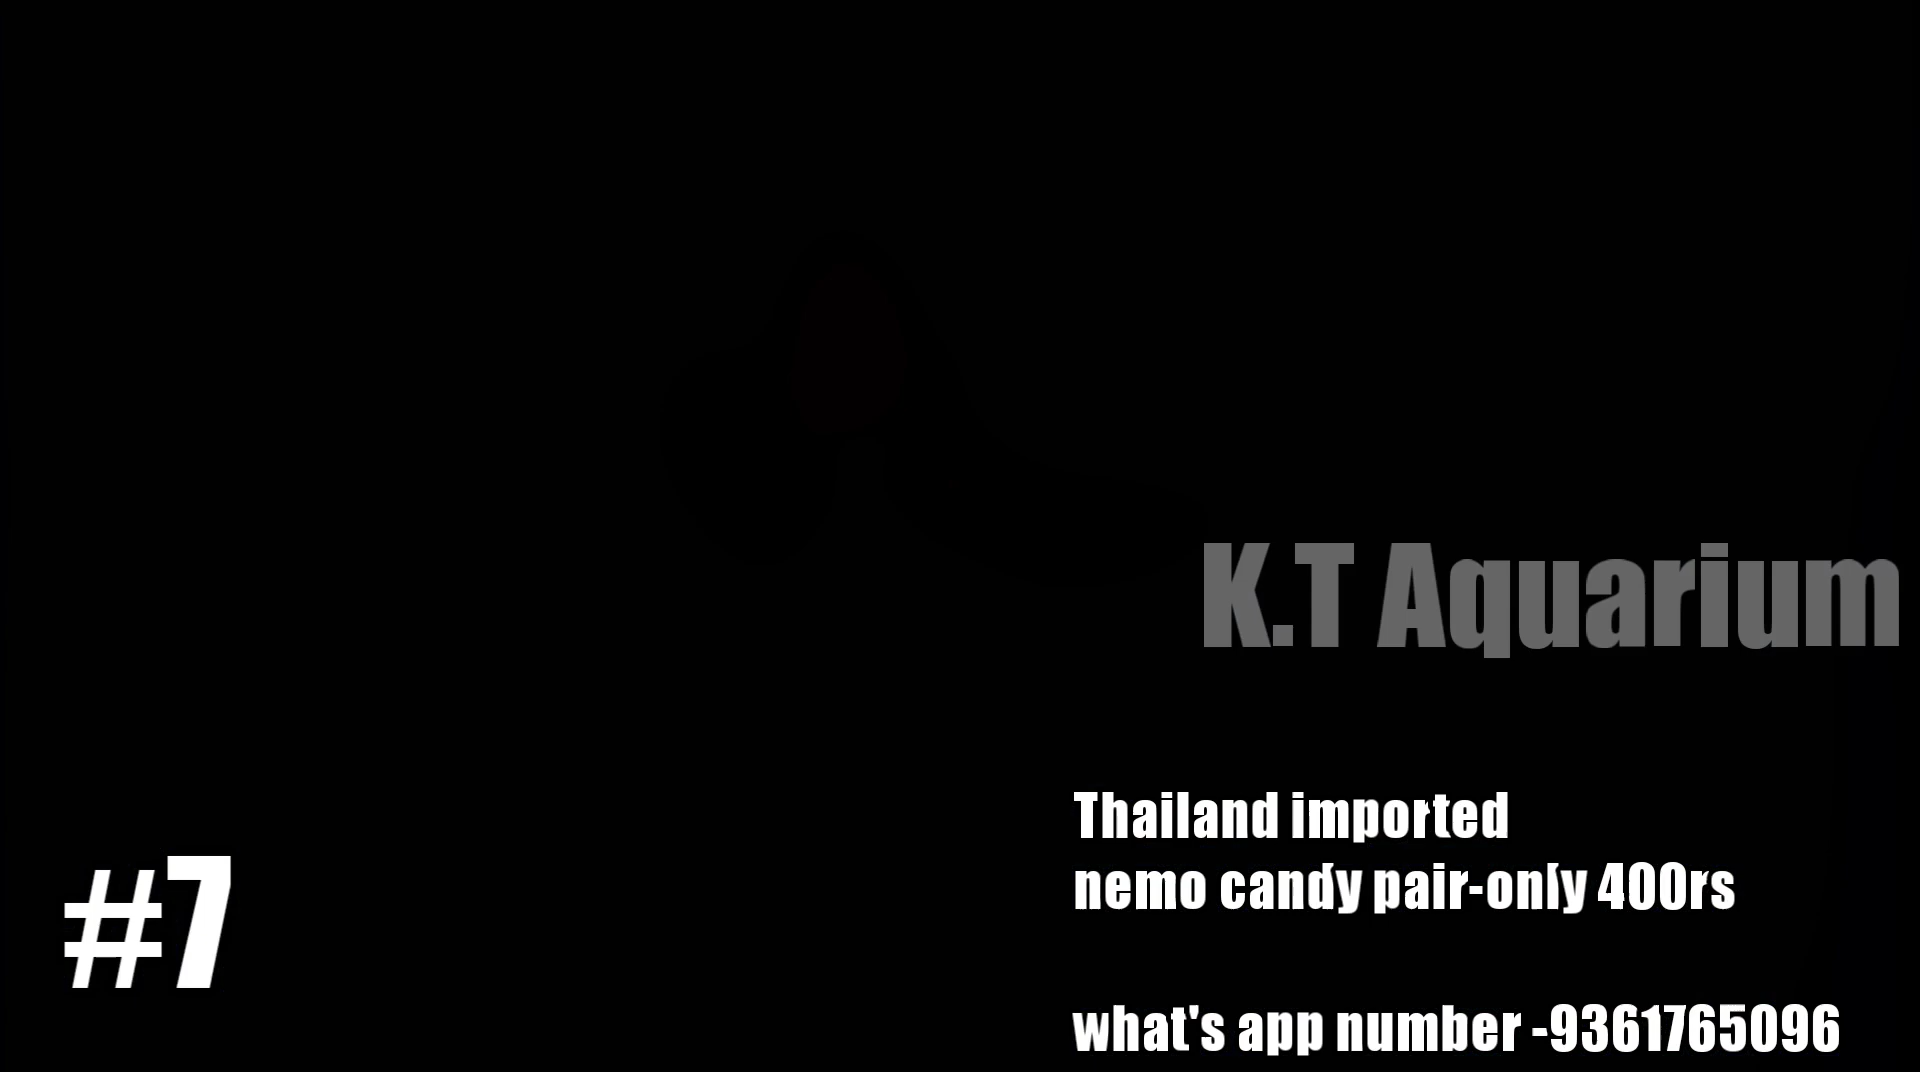 K.T Aquarium
Thailand imported
nemo candy pair-only 400rs
what's app number -9361765096
#7